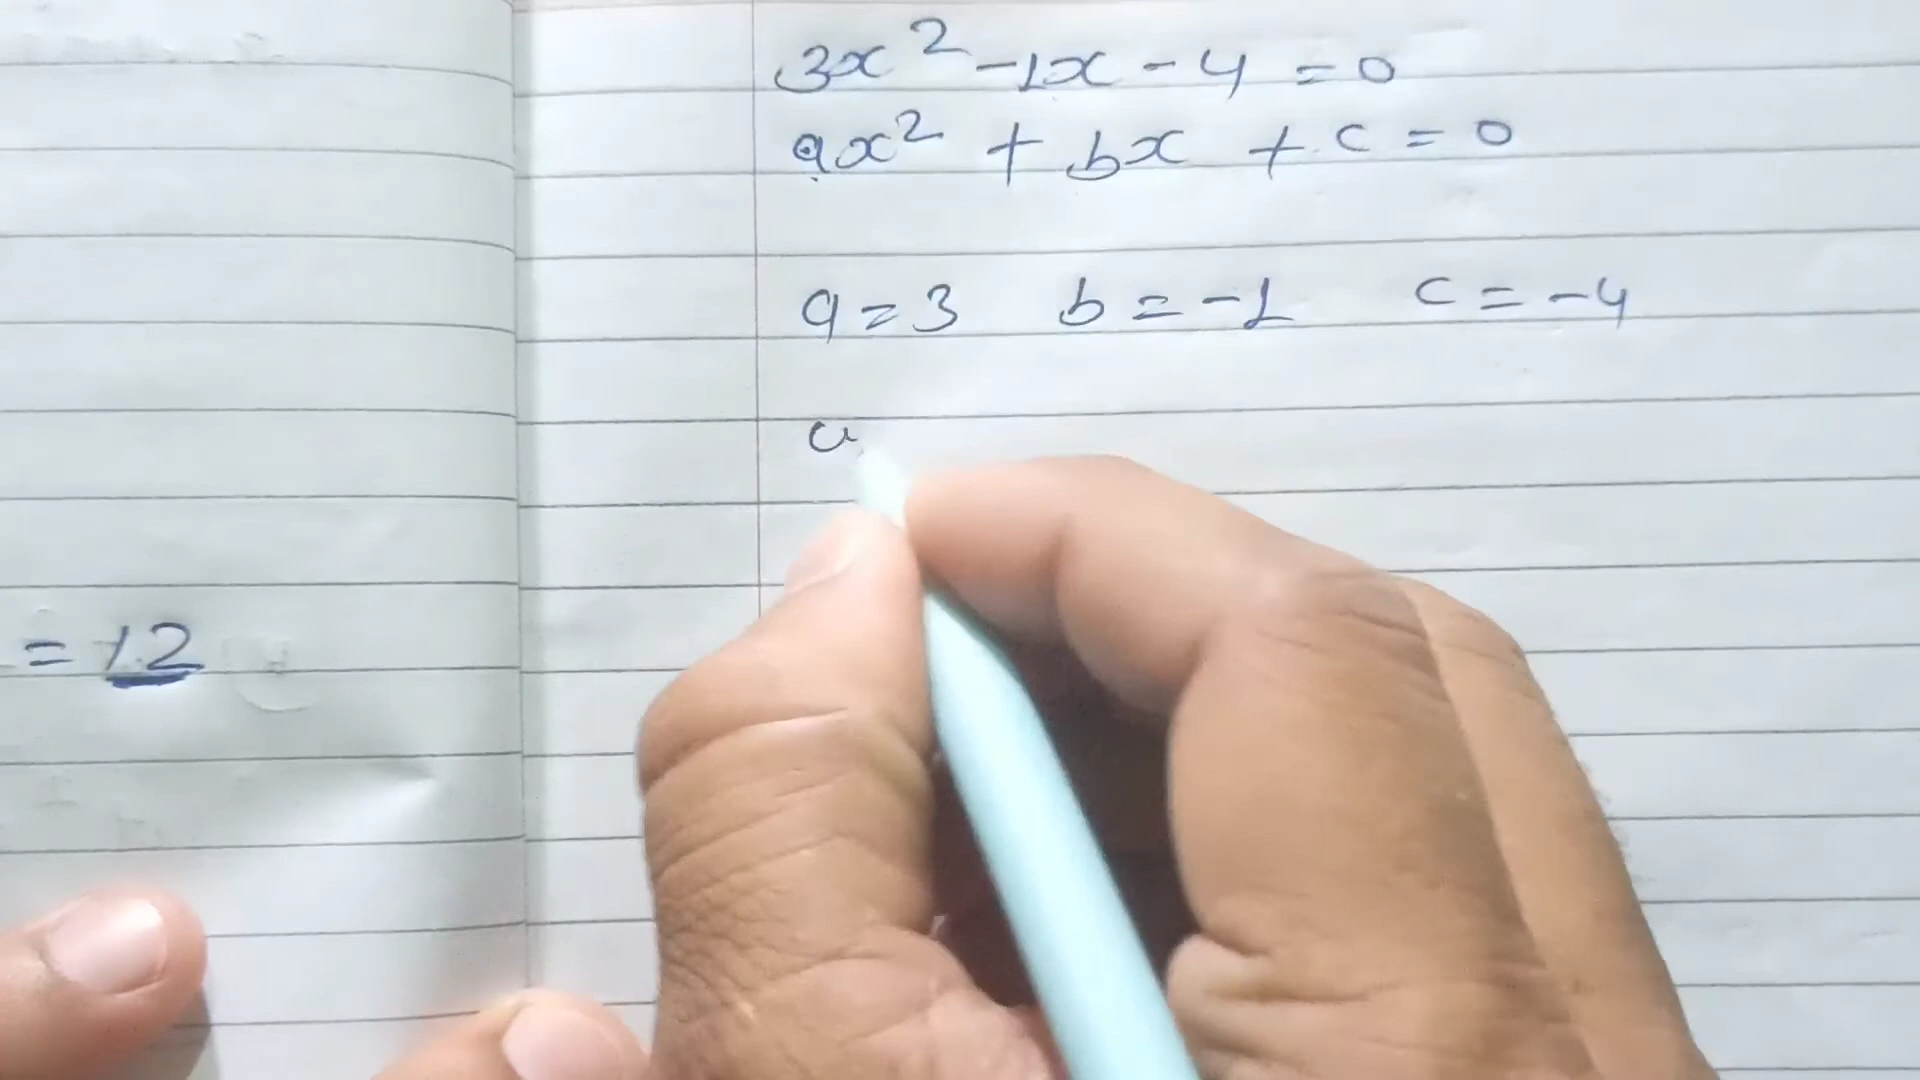 = 12
3x² - 1x - 4 = 0
ax² + bx + c = 0
a = 3 b = -1 c = -4